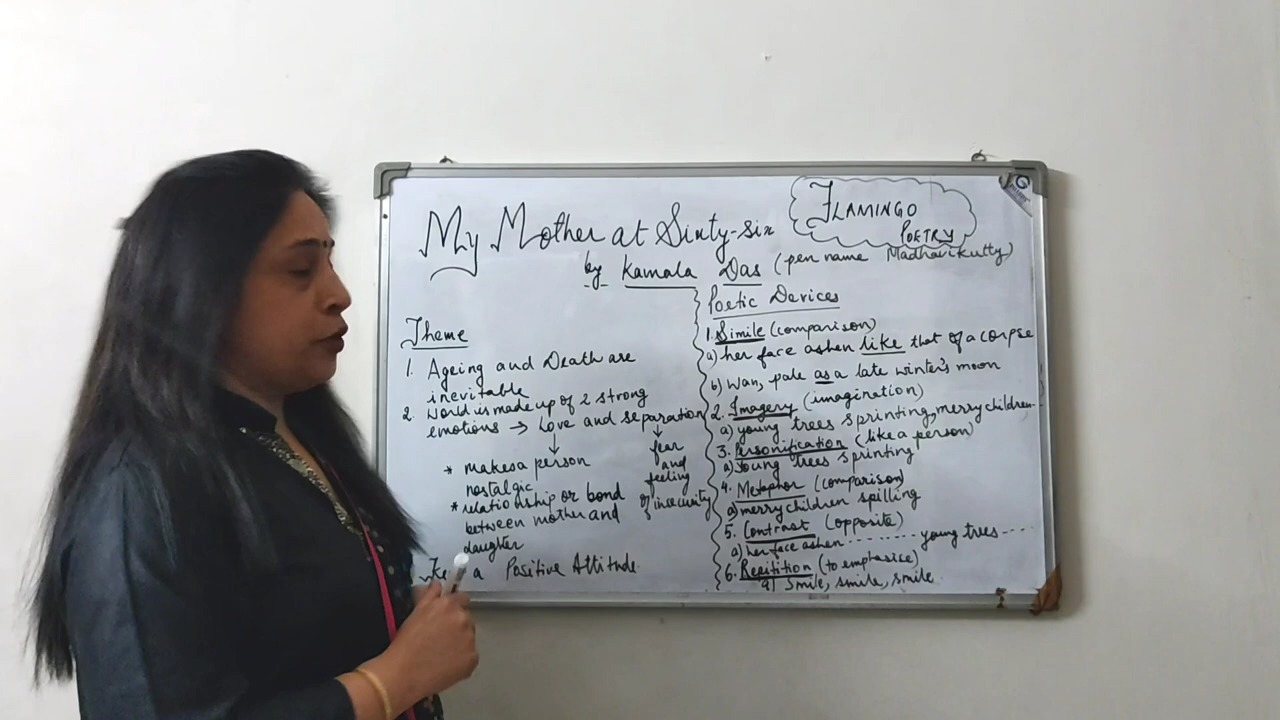 My Mother at Sixty-six
FLAMINGO
POETRY
by Kamala Das (pen name Madhavikutty)
Theme
1. Ageing and Death are
inevitable
2 World is made up of 2 strong
emotions → Love and separation
* makes a person
nostalgic
* relationship or bond
between mother and
daughter
fear
and
feeling
of insecurity
a Positive Attitude
Poetic Devices
1. Simile (comparison)
a) her face ashen like that of a corpse
b) Wan, pale as a late winter's moon
2. Imagery (imagination)
a) young trees sprinting, merry children--
3. Personification (like a person)
a) Young trees sprinting
4. Metaphor (comparison)
a) merry children spilling
5. Contrast (opposite)
a) her face ashen -------- young trees ----
6. Repitition (to emphasise)
a) Smile, smile, smile